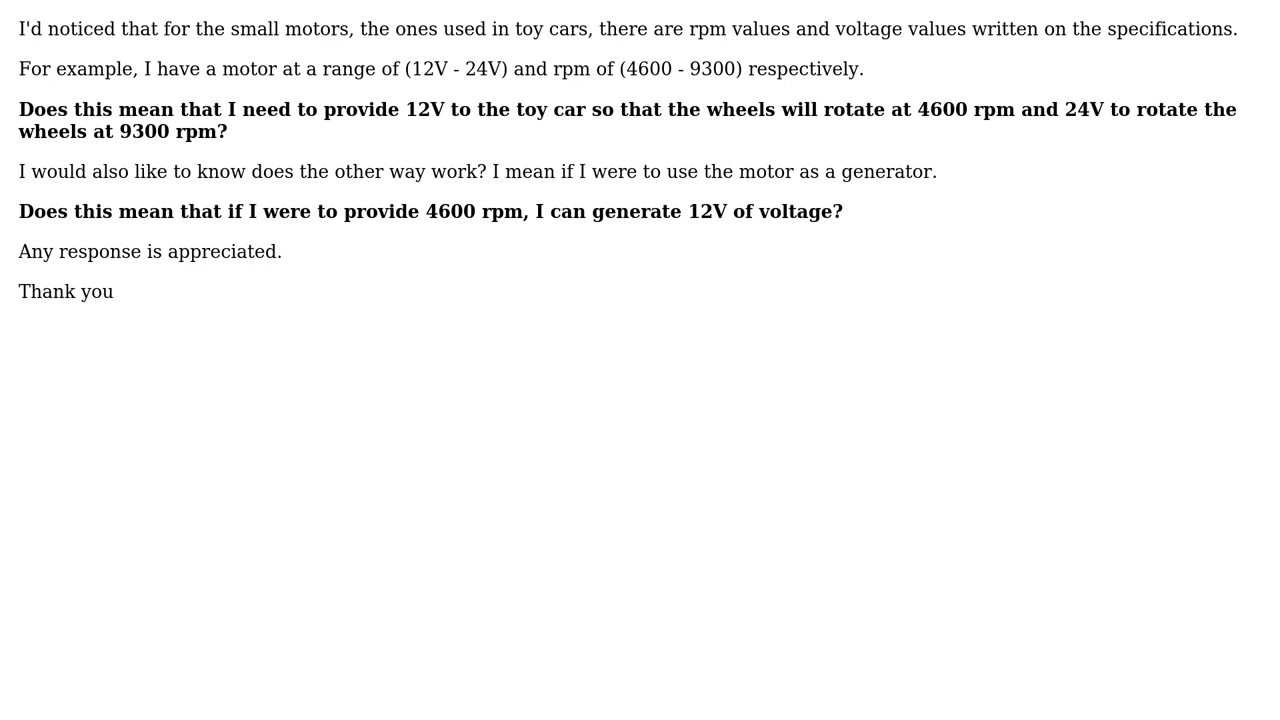 I'd noticed that for the small motors, the ones used in toy cars, there are rpm values and voltage values written on the specifications.
For example, I have a motor at a range of (12V - 24V) and rpm of (4600 - 9300) respectively.
Does this mean that I need to provide 12V to the toy car so that the wheels will rotate at 4600 rpm and 24V to rotate the
wheels at 9300 rpm?
I would also like to know does the other way work? I mean if I were to use the motor as a generator.
Does this mean that if I were to provide 4600 rpm, I can generate 12V of voltage?
Any response is appreciated.
Thank you